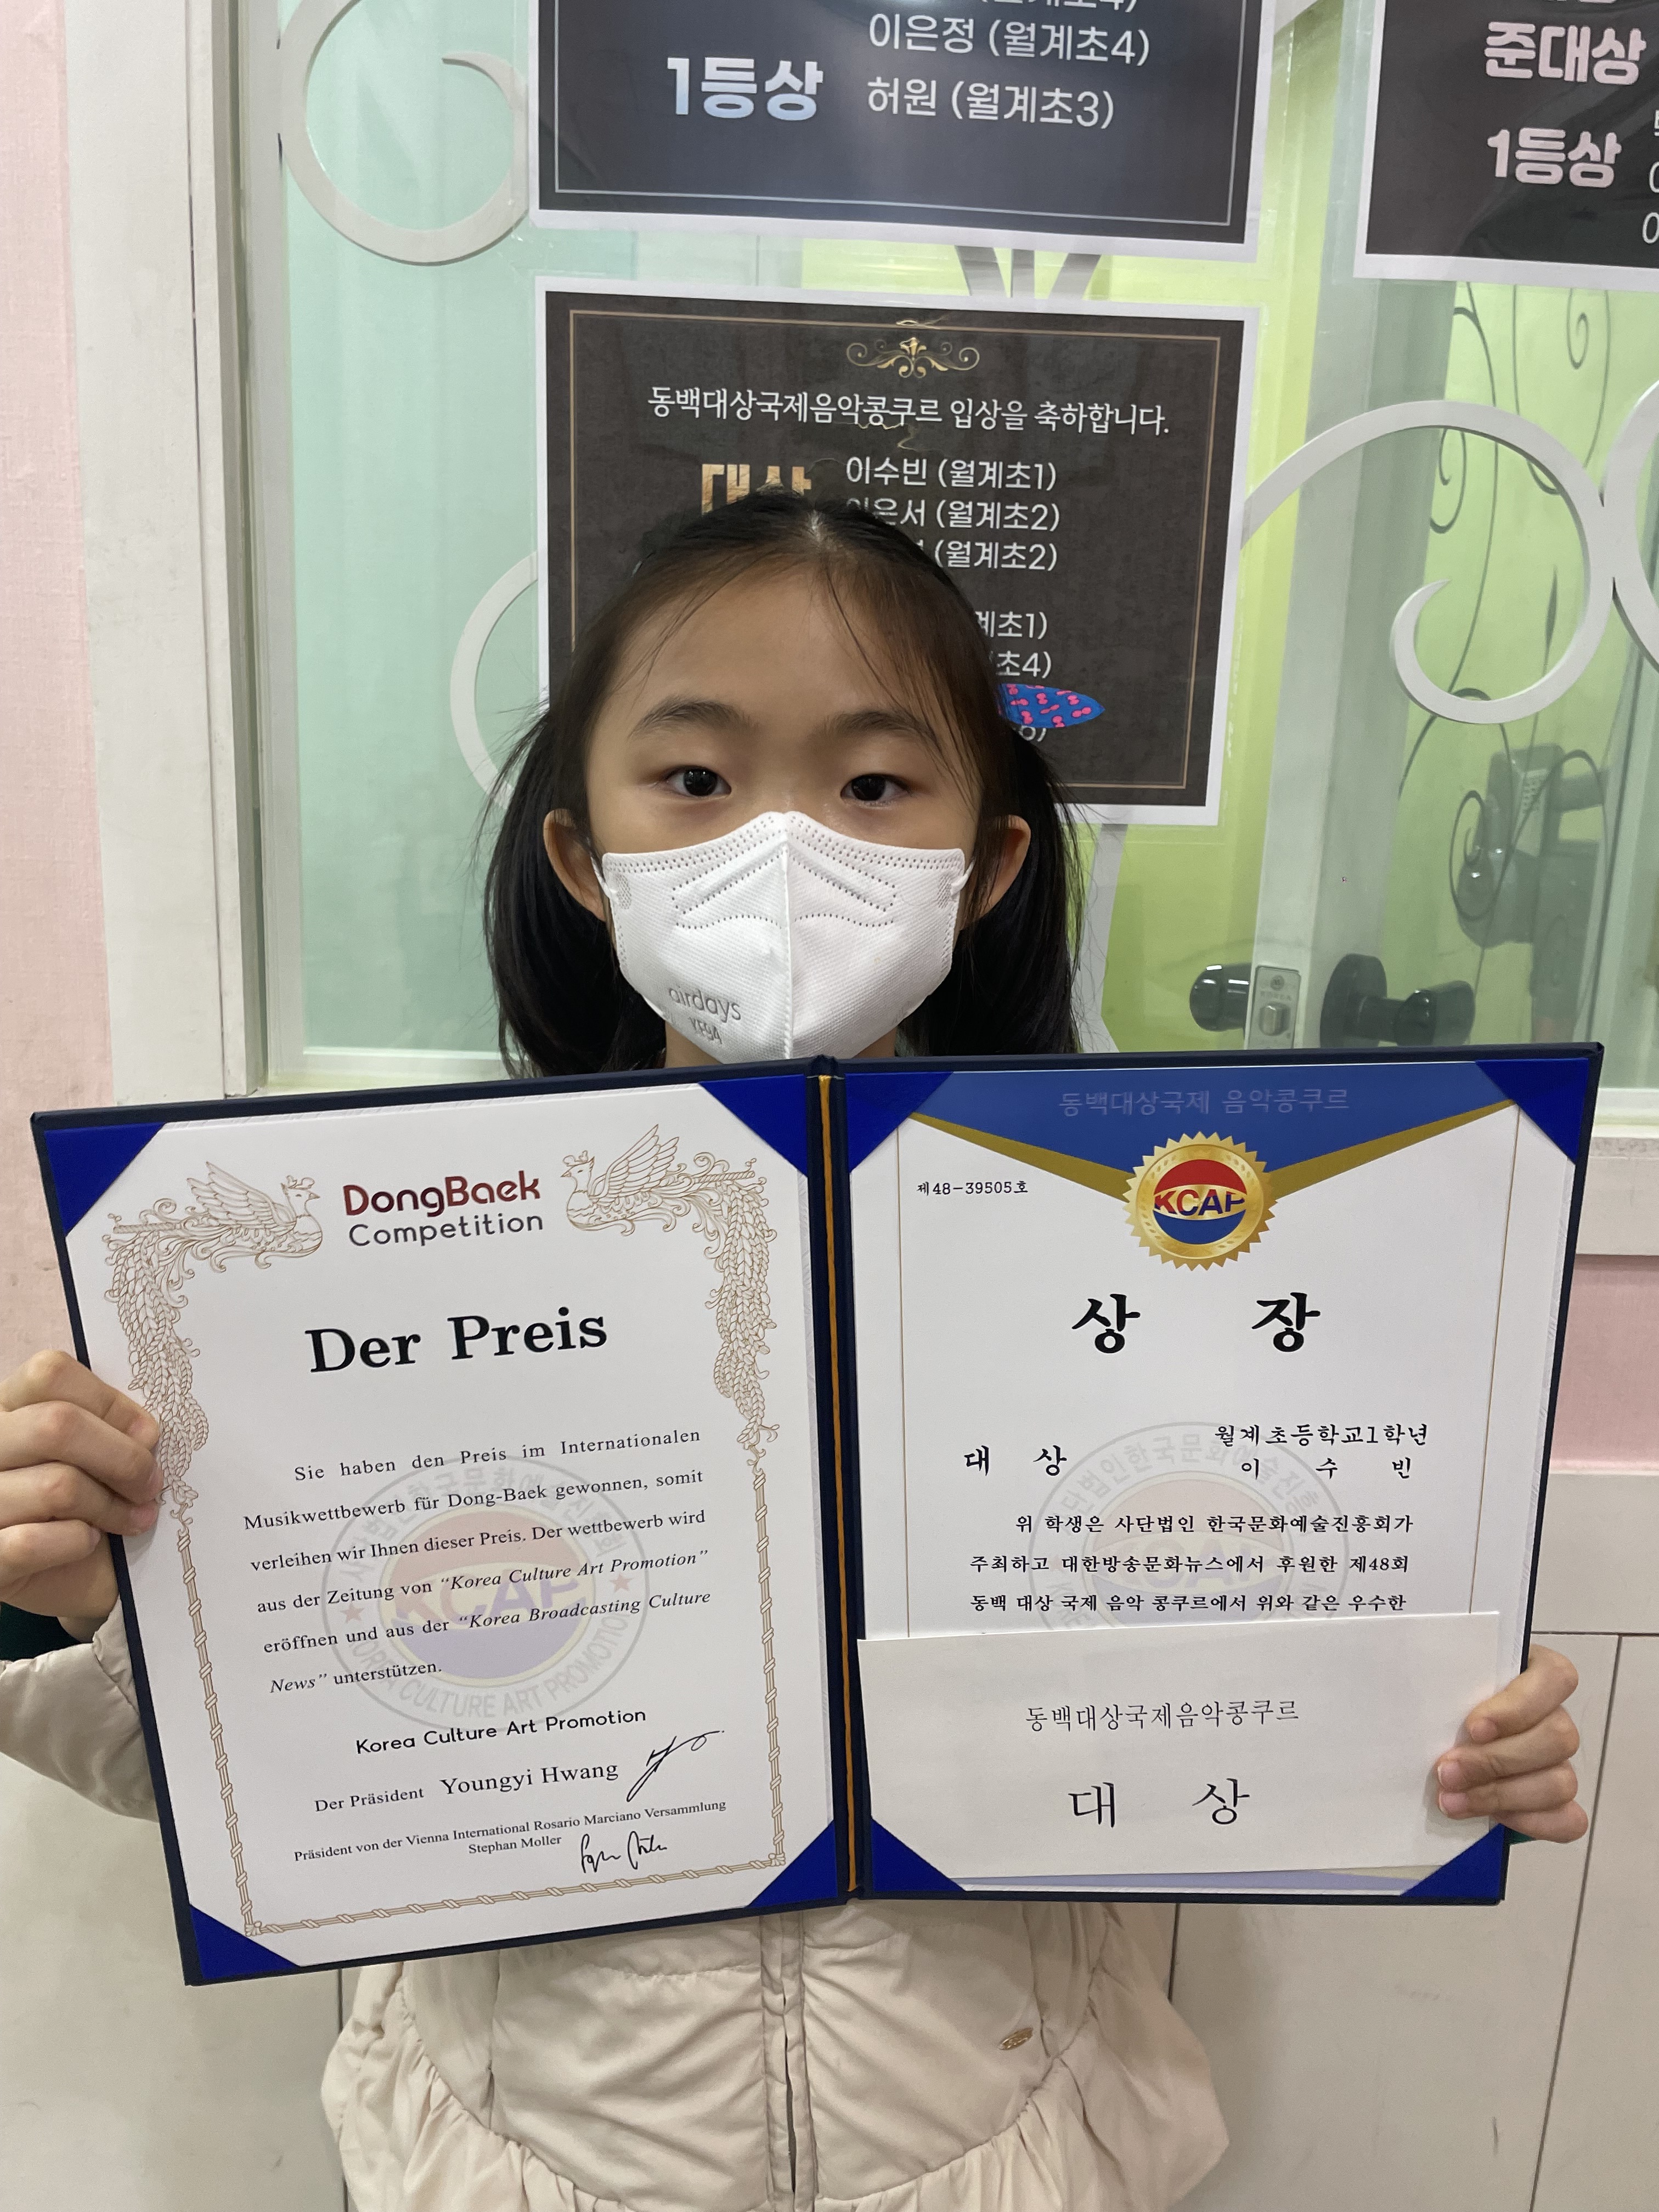 이은정 (월계초4)
1등상 허원 (월계초3)
준대상
1등상
동백대상국제음악콩쿠르 입상을 축하합니다.
대상 이수빈 (월계초1)
은서 (월계초2)
(월계초2)
계초1)
초4)
airdays
KF94
DongBaek
Competition
Der Preis
Sie haben den Preis im Internationalen
Musikwettbewerb für Dong-Baek gewonnen, somit
verleihen wir Ihnen dieser Preis. Der wettbewerb wird
aus der Zeitung von “Korea Culture Art Promotion”
eröffnen und aus der “Korea Broadcasting Culture
News” unterstützen.
Korea Culture Art Promotion
Der Präsident Youngyi Hwang
Präsident von der Vienna International Rosario Marciano Versammlung
Stephan Moller
동백대상국제 음악콩쿠르
제48-39505호
KCAP
상 장
대 상
월계초등학교1학년
이 수 빈
위 학생은 사단법인 한국문화예술진흥회가
주최하고 대한방송문화뉴스에서 후원한 제48회
동백 대상 국제 음악 콩쿠르에서 위와 같은 우수한
동백대상국제음악콩쿠르
대 상